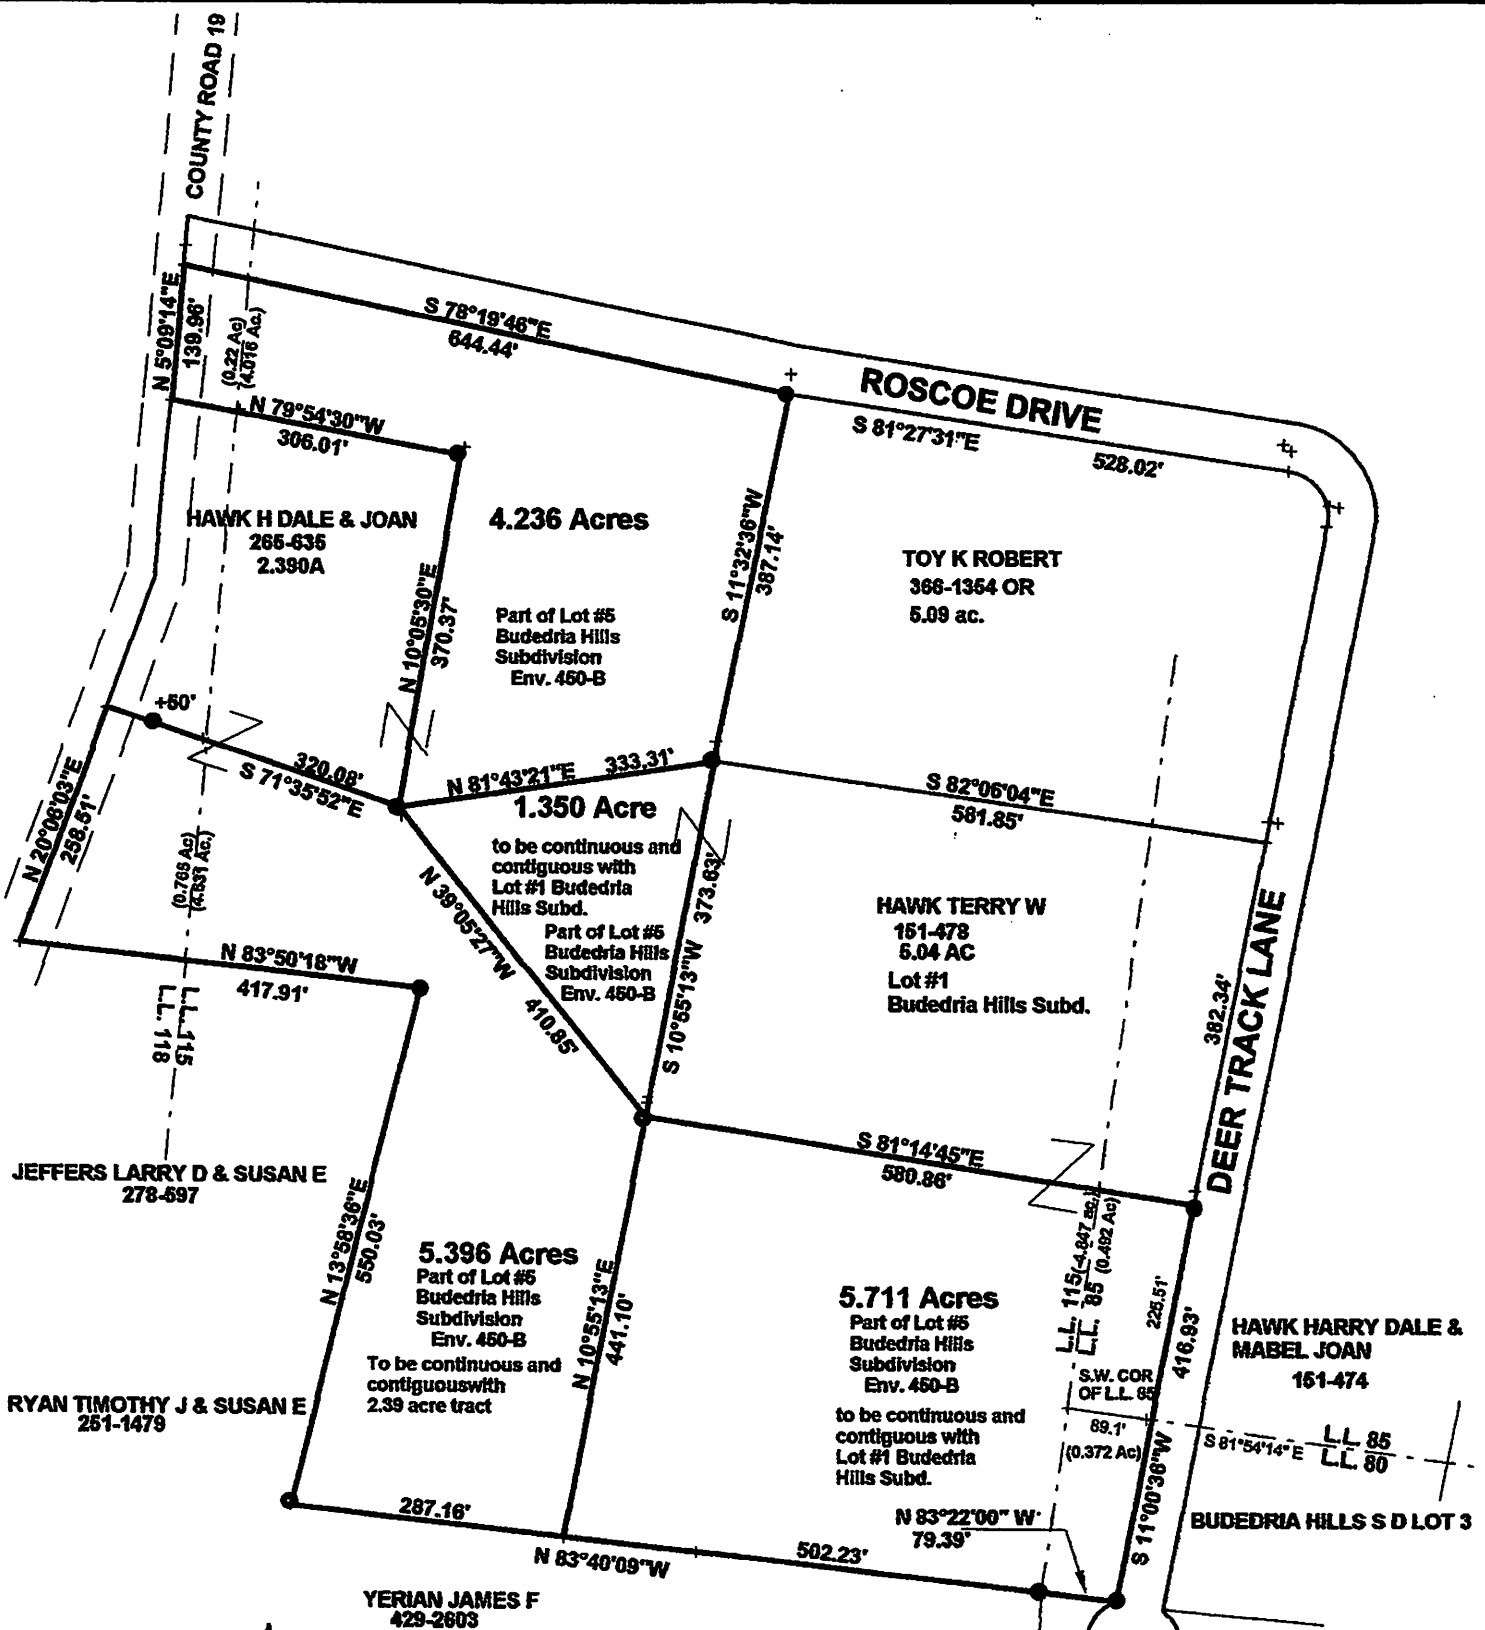 COUNTY ROAD 19
N 5°09'14"E
139.96'
(0.22 Ac)
(4.016 Ac.)
S 78°19'46"E
644.44'
ROSCOE DRIVE
S 81°27'31"E
528.02'
N 79°54'30"W
306.01'
HAWK H DALE & JOAN
265-635
2.390A
4.236 Acres
Part of Lot #5
Budedria Hills
Subdivision
Env. 450-B
N 10°05'30"E
370.37'
S 11°32'36"W
387.14'
TOY K ROBERT
366-1354 OR
5.09 ac.
+50'
320.08'
S 71°35'52"E
N 81°43'21"E
333.31'
S 82°06'04"E
581.85'
N 20°06'03"E
258.51'
(0.765 Ac)
(4.631 Ac.)
1.350 Acre
to be continuous and
contiguous with
Lot #1 Budedria
Hills Subd.
Part of Lot #5
Budedria Hills
Subdivision
Env. 450-B
N 39°05'27"W
410.85'
S 10°55'13"W
373.63'
HAWK TERRY W
151-478
5.04 AC
Lot #1
Budedria Hills Subd.
382.34'
DEER TRACK LANE
N 83°50'18"W
417.91'
L.L. 115
L.L. 118
S 81°14'45"E
580.86'
JEFFERS LARRY D & SUSAN E
278-597
N 13°58'36"E
550.03'
5.396 Acres
Part of Lot #5
Budedria Hills
Subdivision
Env. 450-B
To be continuous and
contiguouswith
2.39 acre tract
N 10°55'13"E
441.10'
5.711 Acres
Part of Lot #5
Budedria Hills
Subdivision
Env. 450-B
to be continuous and
contiguous with
Lot #1 Budedria
Hills Subd.
L.L. 115 (-4.847 ac.)
L.L. 85 (0.492 Ac)
225.51'
416.93'
S.W. COR
OF L.L. 85
89.1'
(0.372 Ac)
S 11°00'36"W
HAWK HARRY DALE &
MABEL JOAN
151-474
S 81°54'14" E
L.L. 85
L.L. 80
BUDEDRIA HILLS S D LOT 3
RYAN TIMOTHY J & SUSAN E
251-1479
287.16'
N 83°40'09"W
502.23'
N 83°22'00" W
79.39'
YERIAN JAMES F
429-2603